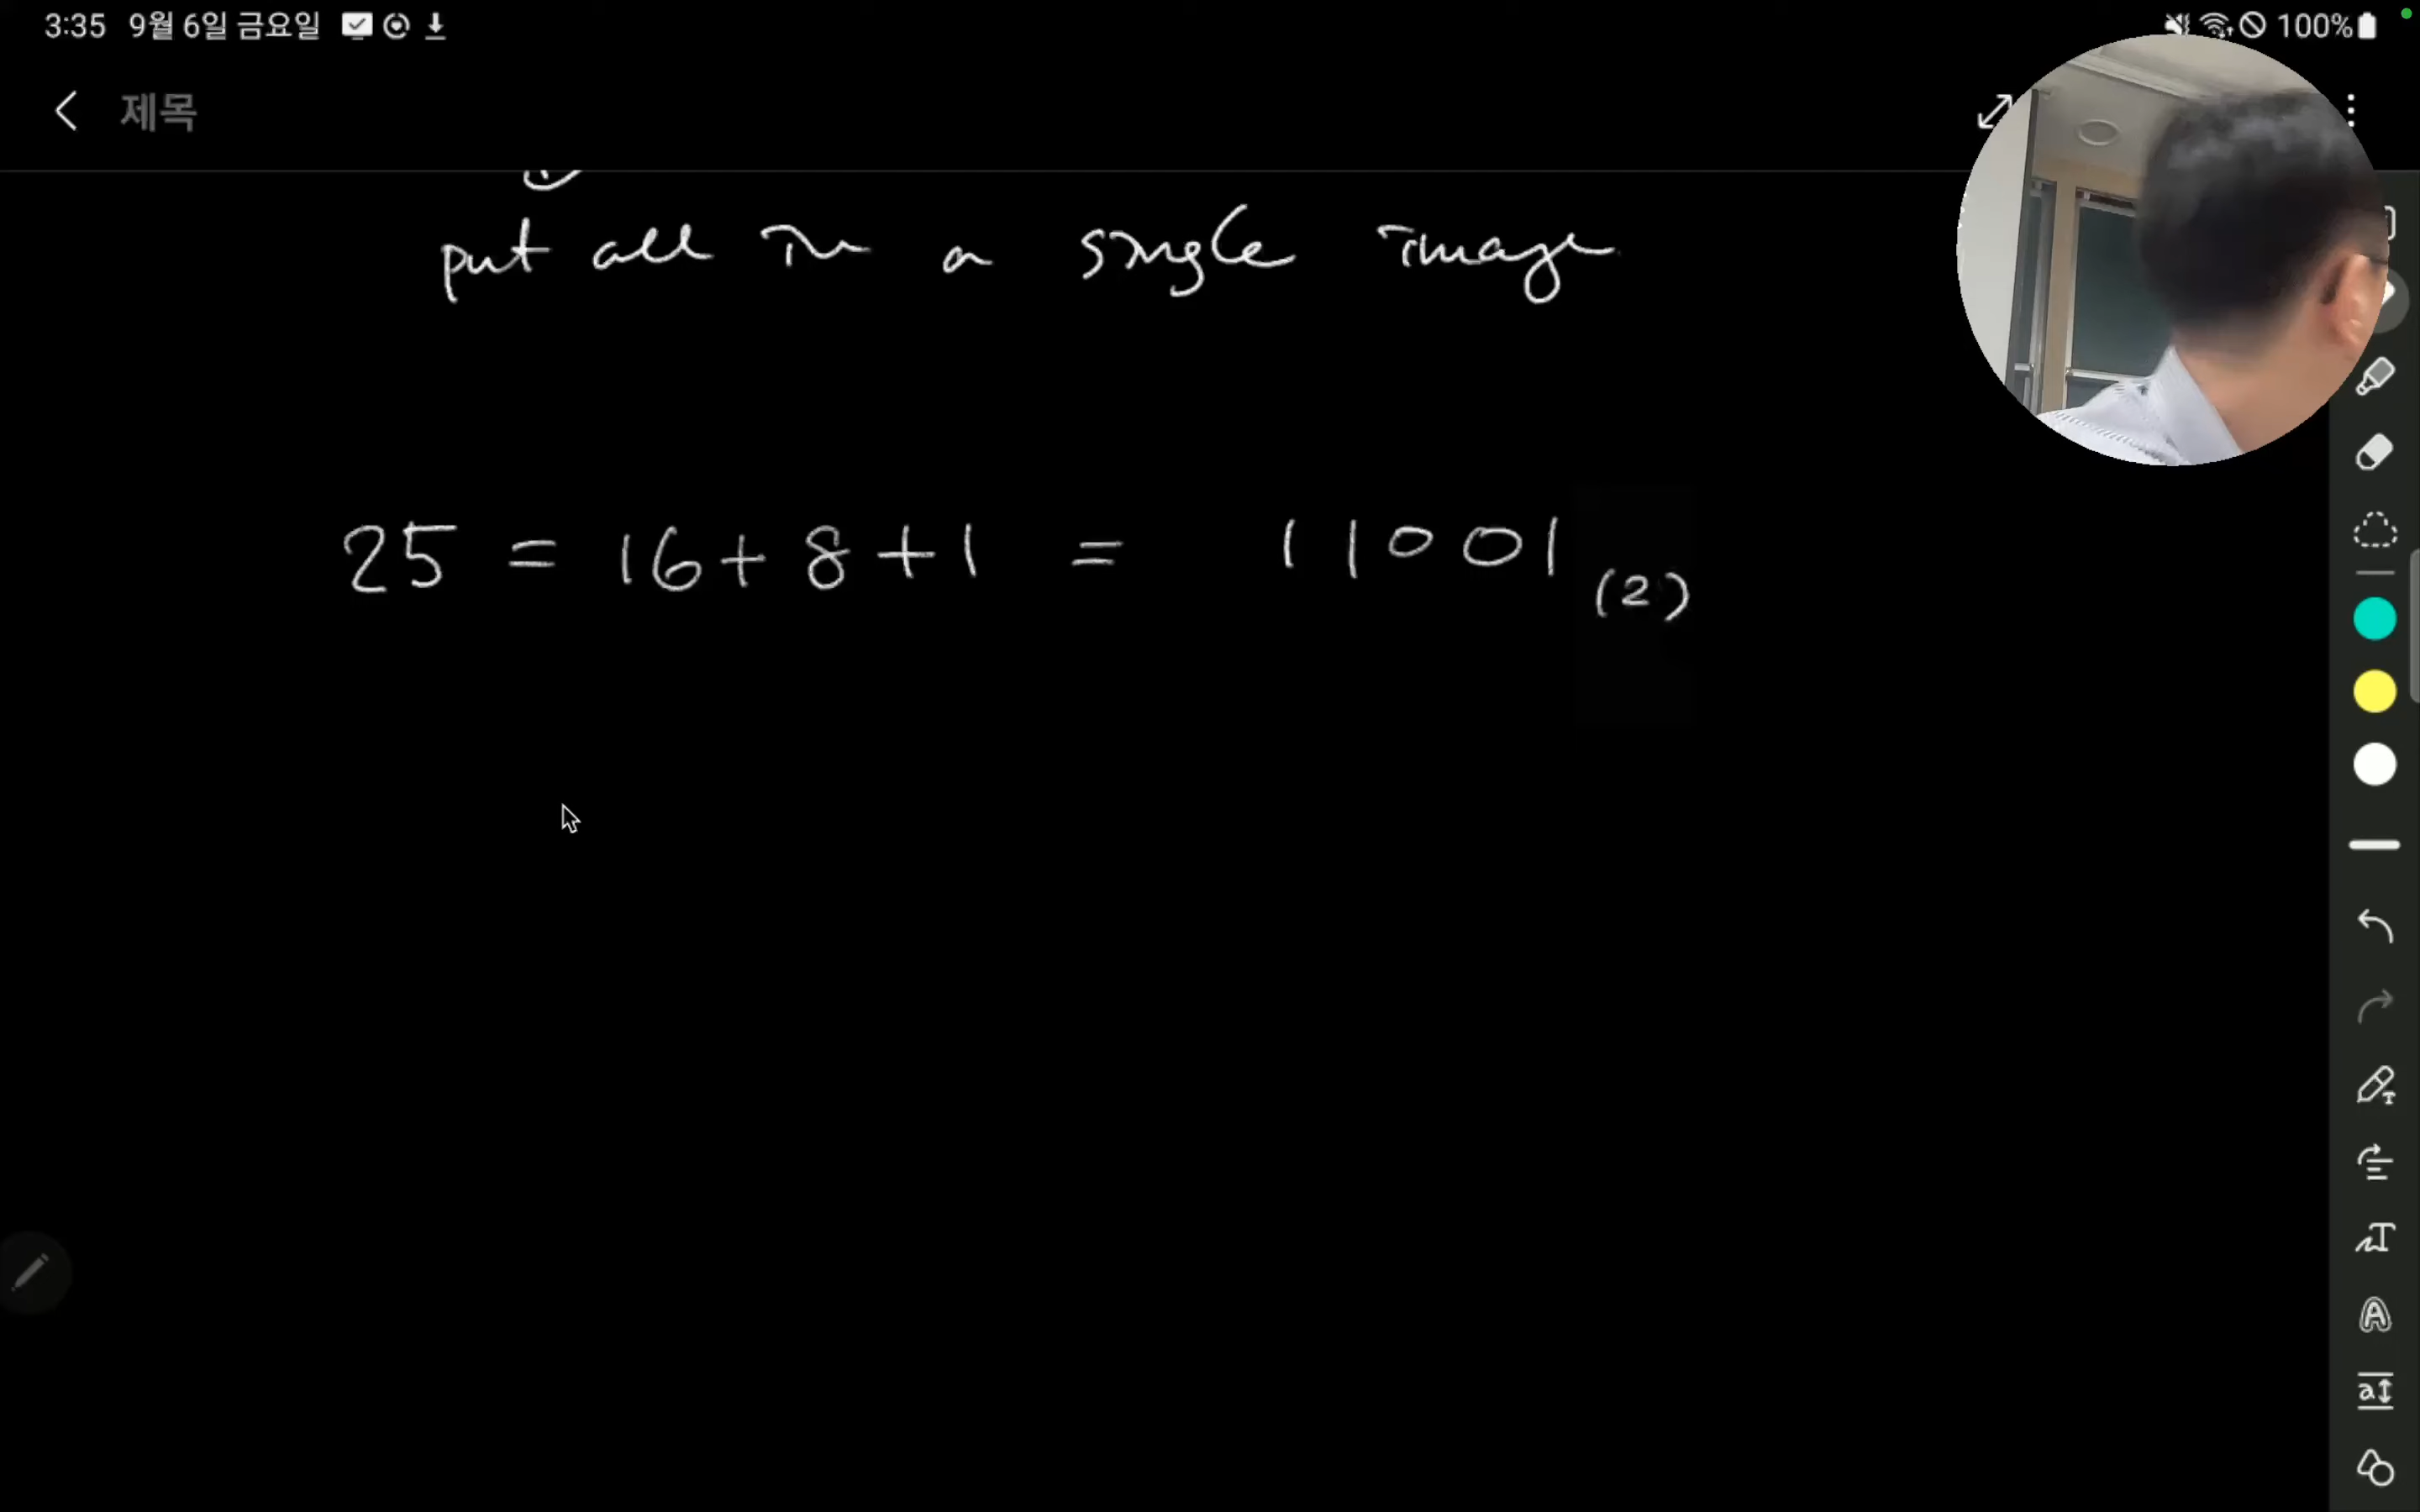 3:35 9월 6일 금요일 100%
제목
put all in a single image
25 = 16 + 8 + 1 = 11001 (2)
T
T
A
a